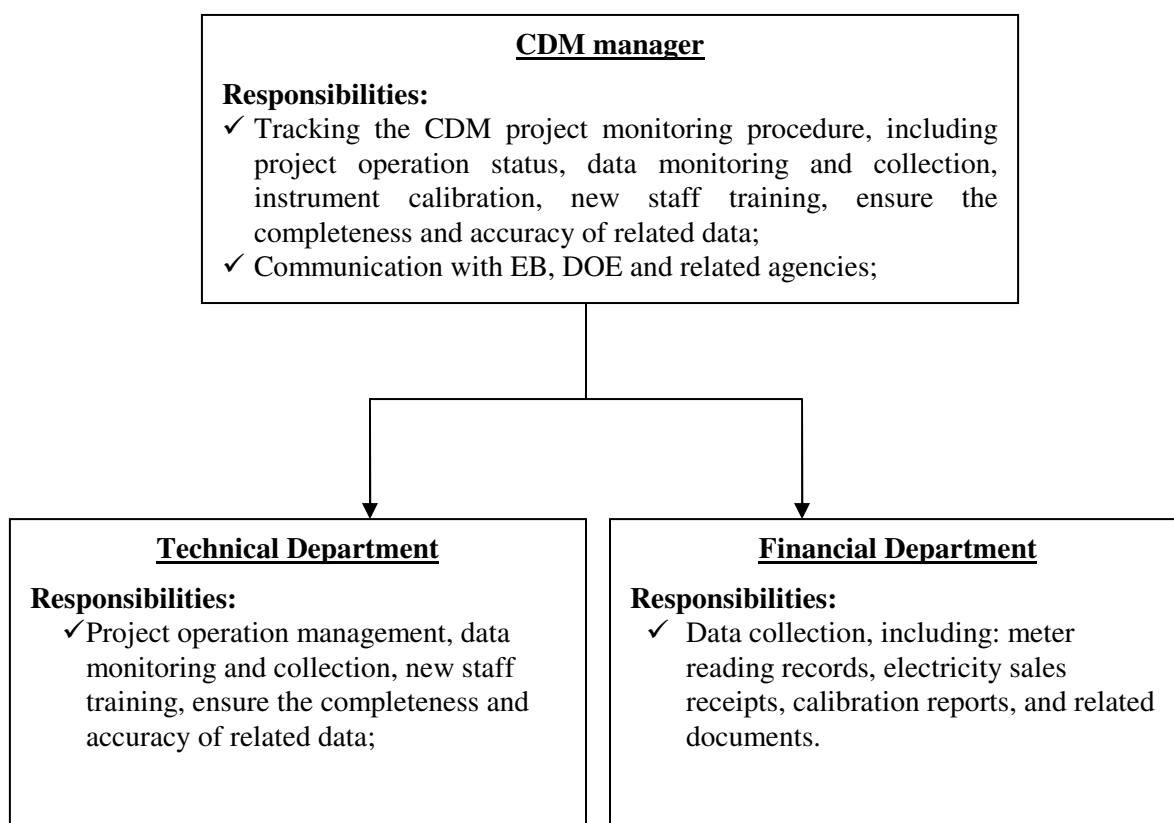 CDM manager
Responsibilities:
✓ Tracking the CDM project monitoring procedure, including
project operation status, data monitoring and collection,
instrument calibration, new staff training, ensure the
completeness and accuracy of related data;
✓ Communication with EB, DOE and related agencies;
Technical Department
Responsibilities:
✓Project operation management, data
monitoring and collection, new staff
training, ensure the completeness and
accuracy of related data;
Financial Department
Responsibilities:
✓ Data collection, including: meter
reading records, electricity sales
receipts, calibration reports, and related
documents.